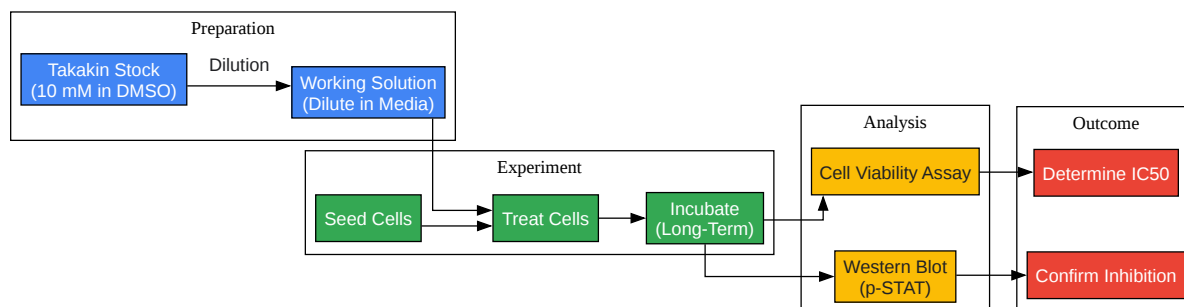 Preparation
Takakin Stock
(10 mM in DMSO)
Dilution
Working Solution
(Dilute in Media)
Experiment
Seed Cells
Treat Cells
Incubate
(Long-Term)
Analysis
Cell Viability Assay
Western Blot
(p-STAT)
Outcome
Determine IC50
Confirm Inhibition